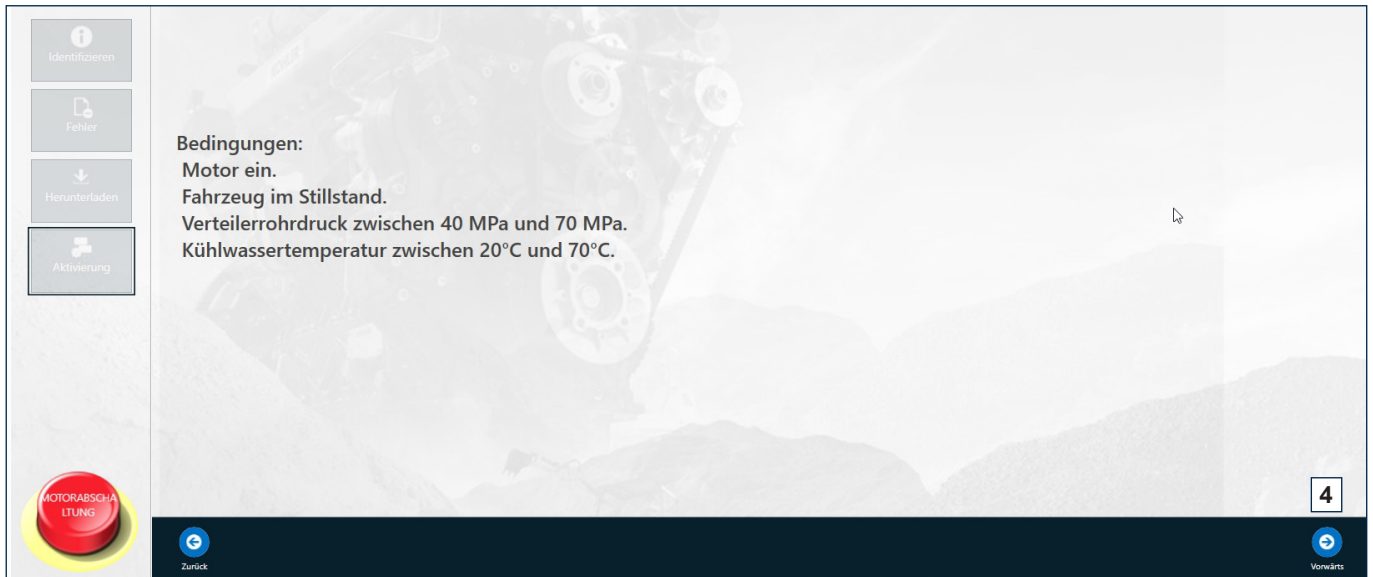 Identifizieren
Fehler
Herunterladen
Aktivierung
Bedingungen:
Motor ein.
Fahrzeug im Stillstand.
Verteilerrohrdruck zwischen 40 MPa und 70 MPa.
Kühlwassertemperatur zwischen 20°C und 70°C.
MOTORABSCHA
LTUNG
4
Zurück
Vorwärts